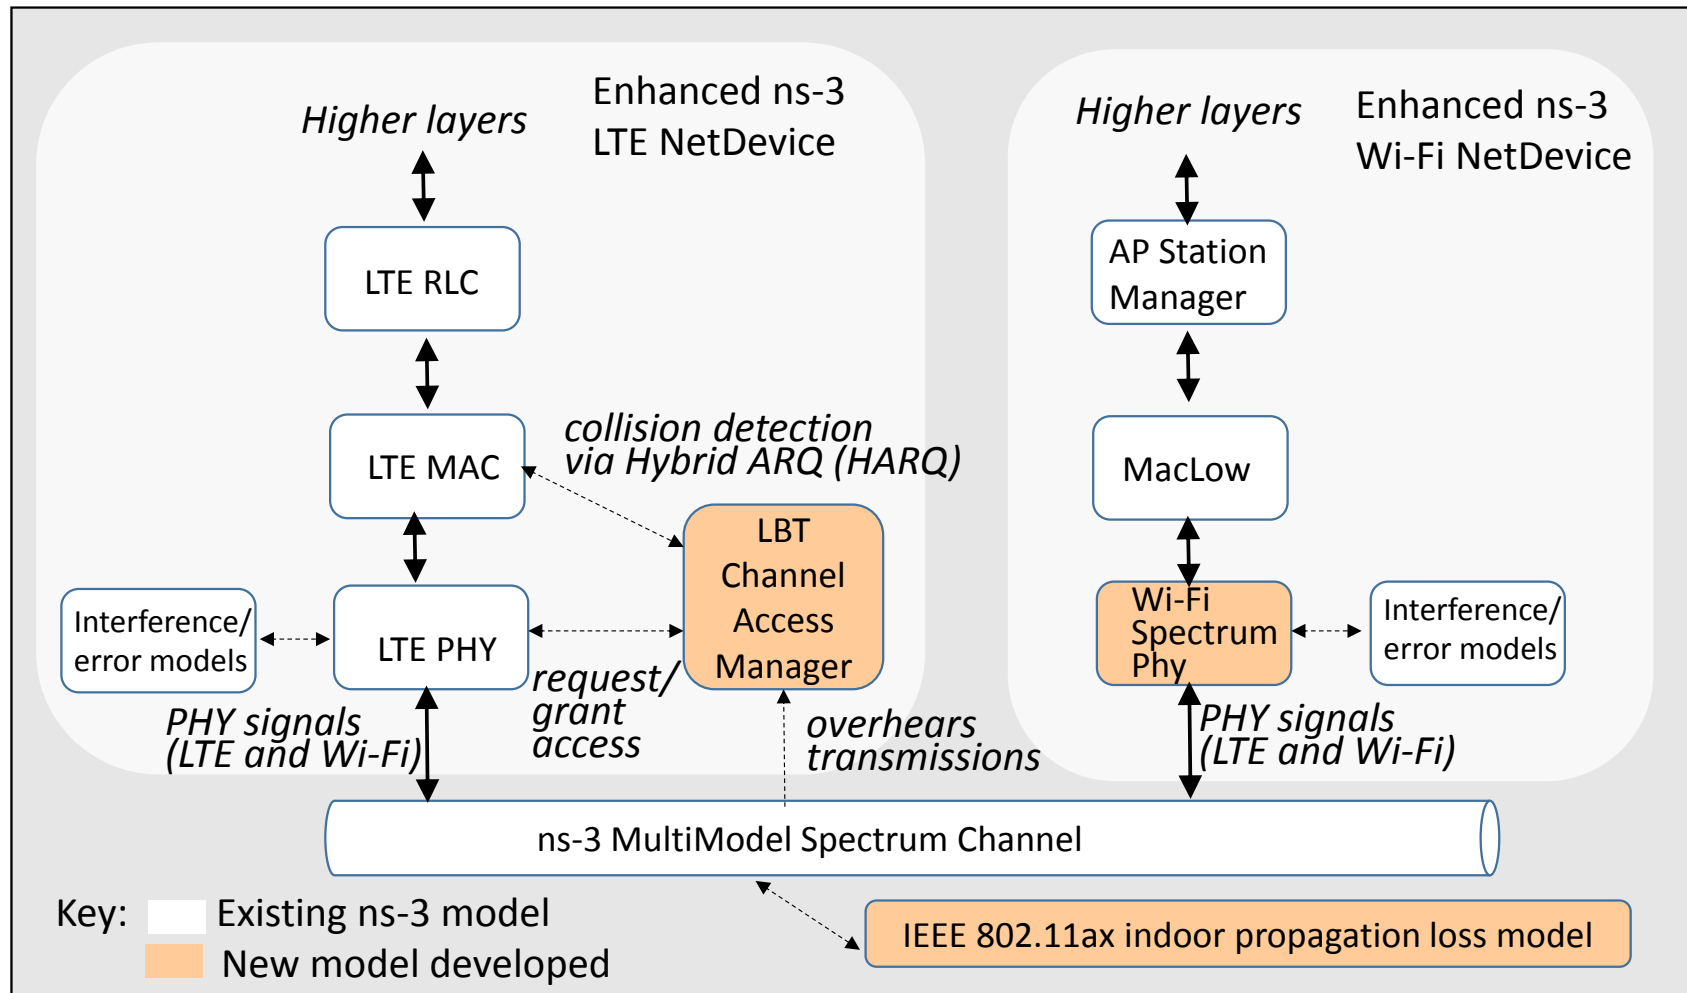 Enhanced ns-3
LTE NetDevice
Higher layers
LTE RLC
collision detection
via Hybrid ARQ (HARQ)
LTE MAC
LBT
Channel
Access
Manager
Interference/
error models
LTE PHY
request/
grant
access
PHY signals
(LTE and Wi-Fi)
overhears
transmissions
Enhanced ns-3
Wi-Fi NetDevice
Higher layers
AP Station
Manager
MacLow
Wi-Fi
Spectrum
Phy
Interference/
error models
PHY signals
(LTE and Wi-Fi)
ns-3 MultiModel Spectrum Channel
Key:
Existing ns-3 model
New model developed
IEEE 802.11ax indoor propagation loss model